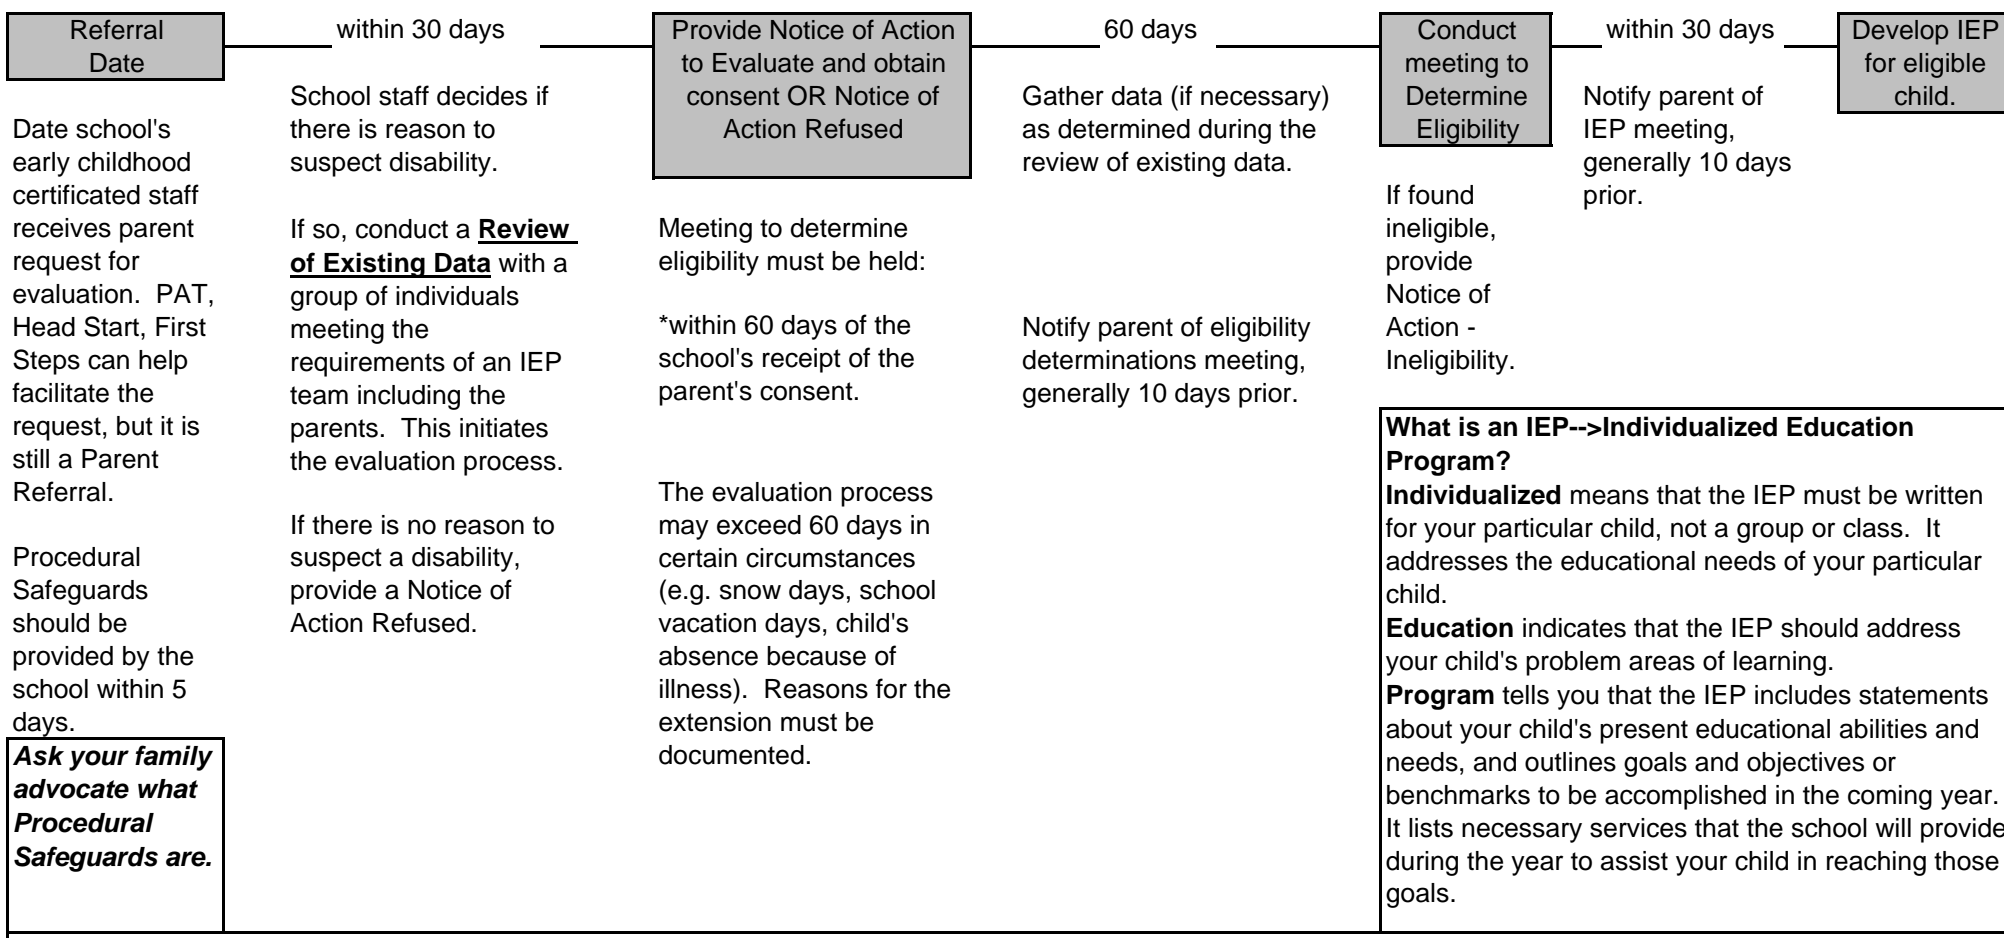 Referral
Date
within 30 days
Provide Notice of Action
to Evaluate and obtain
consent OR Notice of
Action Refused
60 days
Conduct
meeting to
Determine
Eligibility
within 30 days
Develop IEP
for eligible
child.
Date school's
early childhood
certificated staff
receives parent
request for
evaluation.  PAT,
Head Start, First
Steps can help
facilitate the
request, but it is
still a Parent
Referral.
Procedural
Safeguards
should be
provided by the
school within 5
days.
Ask your family
advocate what
Procedural
Safeguards are.
School staff decides if
there is reason to
suspect disability.
If so, conduct a Review
of Existing Data with a
group of individuals
meeting the
requirements of an IEP
team including the
parents.  This initiates
the evaluation process.
If there is no reason to
suspect a disability,
provide a Notice of
Action Refused.
Meeting to determine
eligibility must be held:
*within 60 days of the
school's receipt of the
parent's consent.
The evaluation process
may exceed 60 days in
certain circumstances
(e.g. snow days, school
vacation days, child's
absence because of
illness).  Reasons for the
extension must be
documented.
Gather data (if necessary)
as determined during the
review of existing data.
Notify parent of eligibility
determinations meeting,
generally 10 days prior.
If found
ineligible,
provide
Notice of
Action -
Ineligibility.
Notify parent of
IEP meeting,
generally 10 days
prior.
What is an IEP-->Individualized Education
Program?
Individualized means that the IEP must be written
for your particular child, not a group or class.  It
addresses the educational needs of your particular
child.
Education indicates that the IEP should address
your child's problem areas of learning.
Program tells you that the IEP includes statements
about your child's present educational abilities and
needs, and outlines goals and objectives or
benchmarks to be accomplished in the coming year.
It lists necessary services that the school will provide
during the year to assist your child in reaching those
goals.